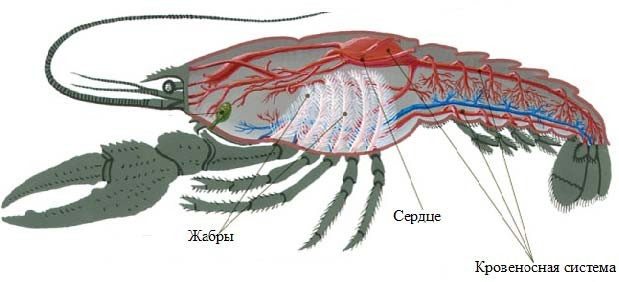 Сердце
Жабры
Кровеносная система